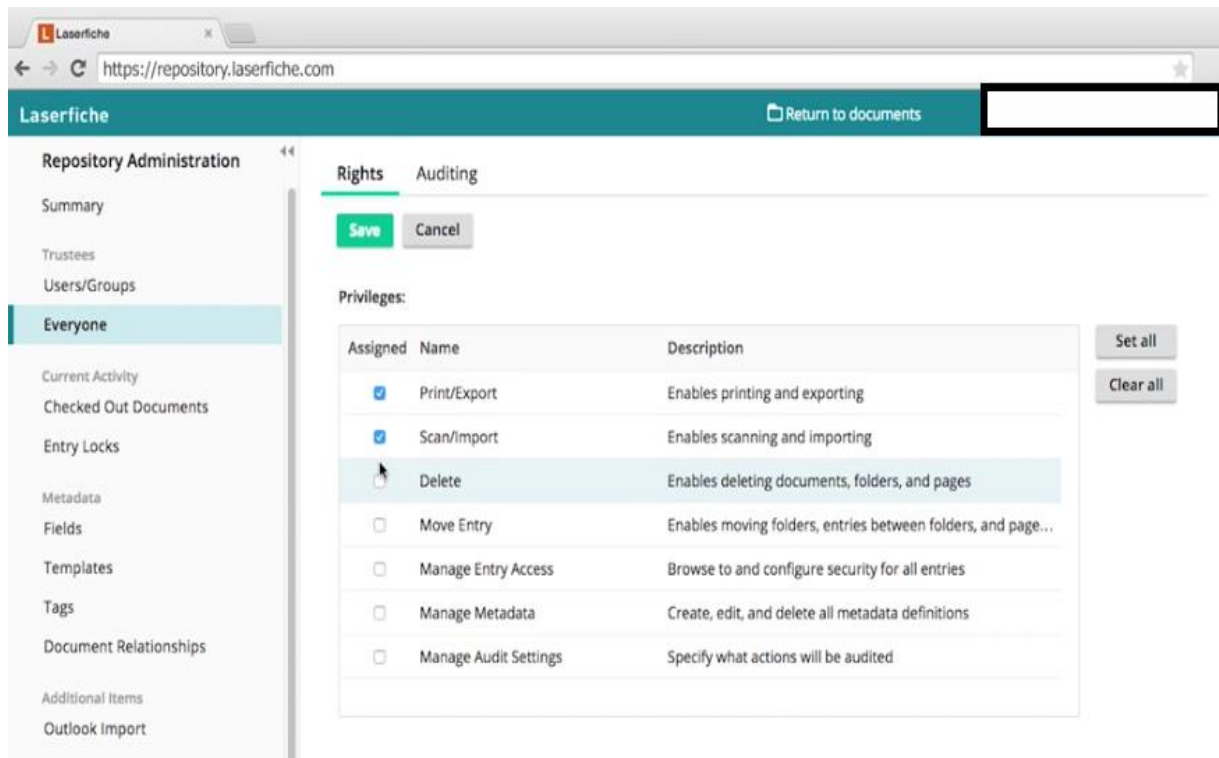 Laserfiche
https://repository.laserfiche.com
Laserfiche
Return to documents
Repository Administration
Summary
Trustees
Users/Groups
Everyone
Current Activity
Checked Out Documents
Entry Locks
Metadata
Fields
Templates
Tags
Document Relationships
Additional Items
Outlook Import
Rights Auditing
Save Cancel
Privileges:
Assigned Name Description
Print/Export Enables printing and exporting
Scan/Import Enables scanning and importing
Delete Enables deleting documents, folders, and pages
Move Entry Enables moving folders, entries between folders, and page...
Manage Entry Access Browse to and configure security for all entries
Manage Metadata Create, edit, and delete all metadata definitions
Manage Audit Settings Specify what actions will be audited
Set all
Clear all